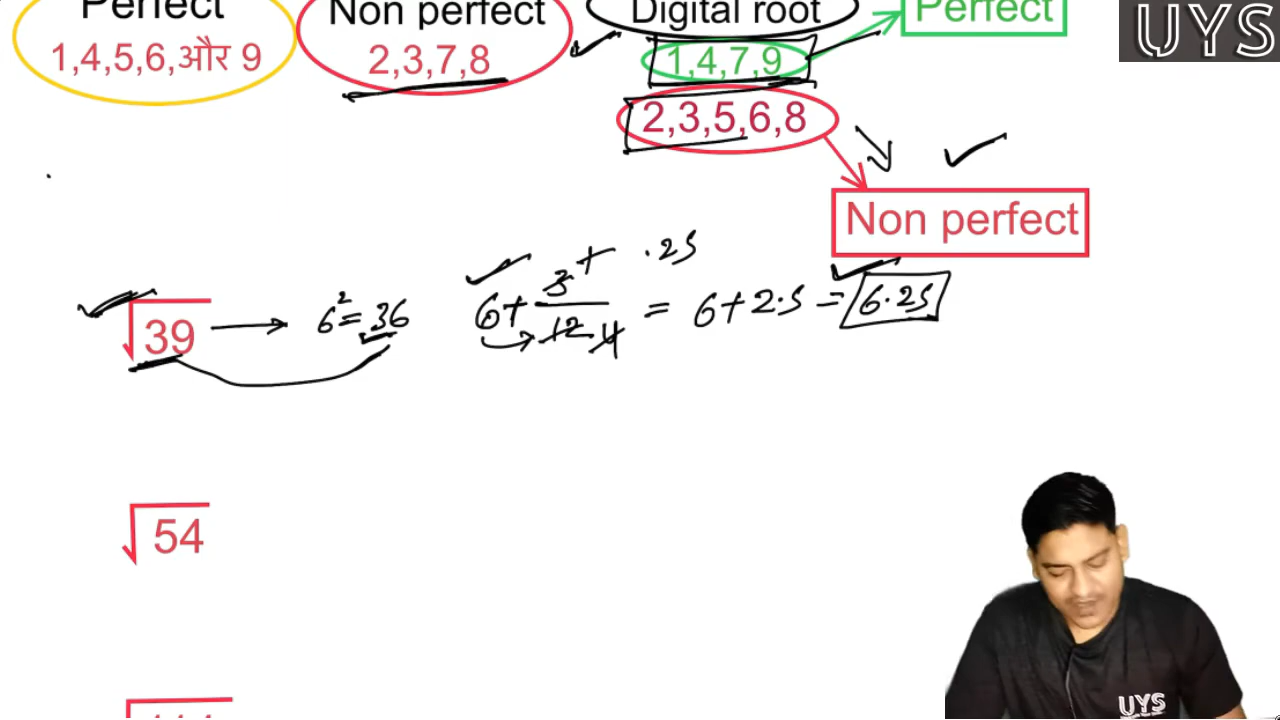 Perfect
1,4,5,6,और 9
Non perfect
2,3,7,8
Digital root
1,4,7,9
2,3,5,6,8
Perfect
UYS
Non perfect
√39 → 6² = 36 6 + 3/12 4 + .25 = 6 + 2.5 = 6.25
√54
UYS